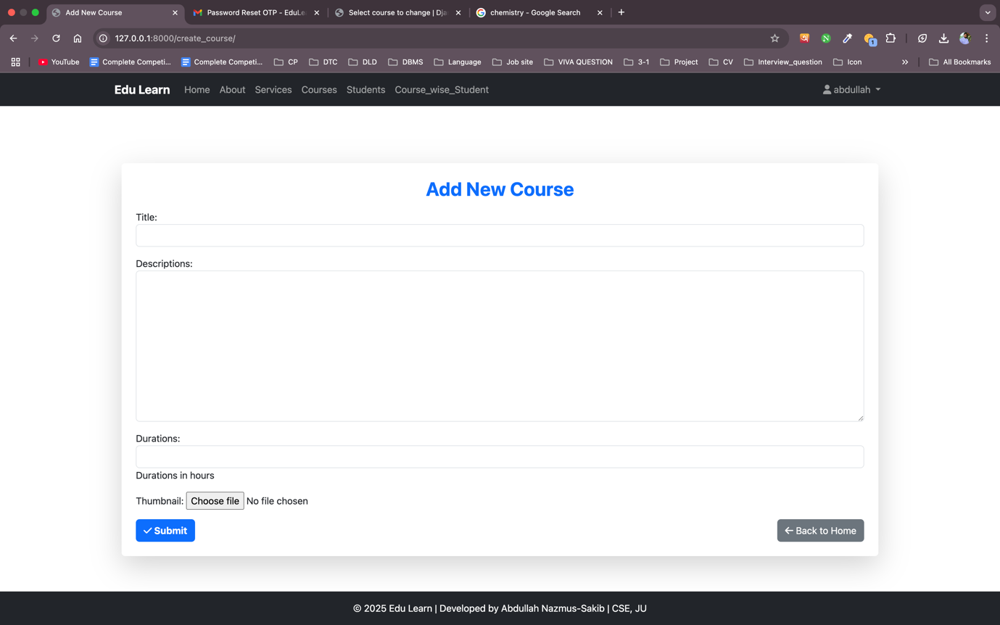 Add New Course
Password Reset OTP - EduLe
Select course to change | Dja
chemistry - Google Search
127.0.0.1:8000/create_course/
1
YouTube
Complete Competi...
Complete Competi...
CP
DTC
DLD
DBMS
Language
Job site
VIVA QUESTION
3-1
Project
CV
Interview_question
Icon
All Bookmarks
Edu Learn
Home
About
Services
Courses
Students
Course_wise_Student
abdullah
Add New Course
Title:
Descriptions:
Durations:
Durations in hours
Thumbnail: Choose file No file chosen
Submit
Back to Home
© 2025 Edu Learn | Developed by Abdullah Nazmus-Sakib | CSE, JU